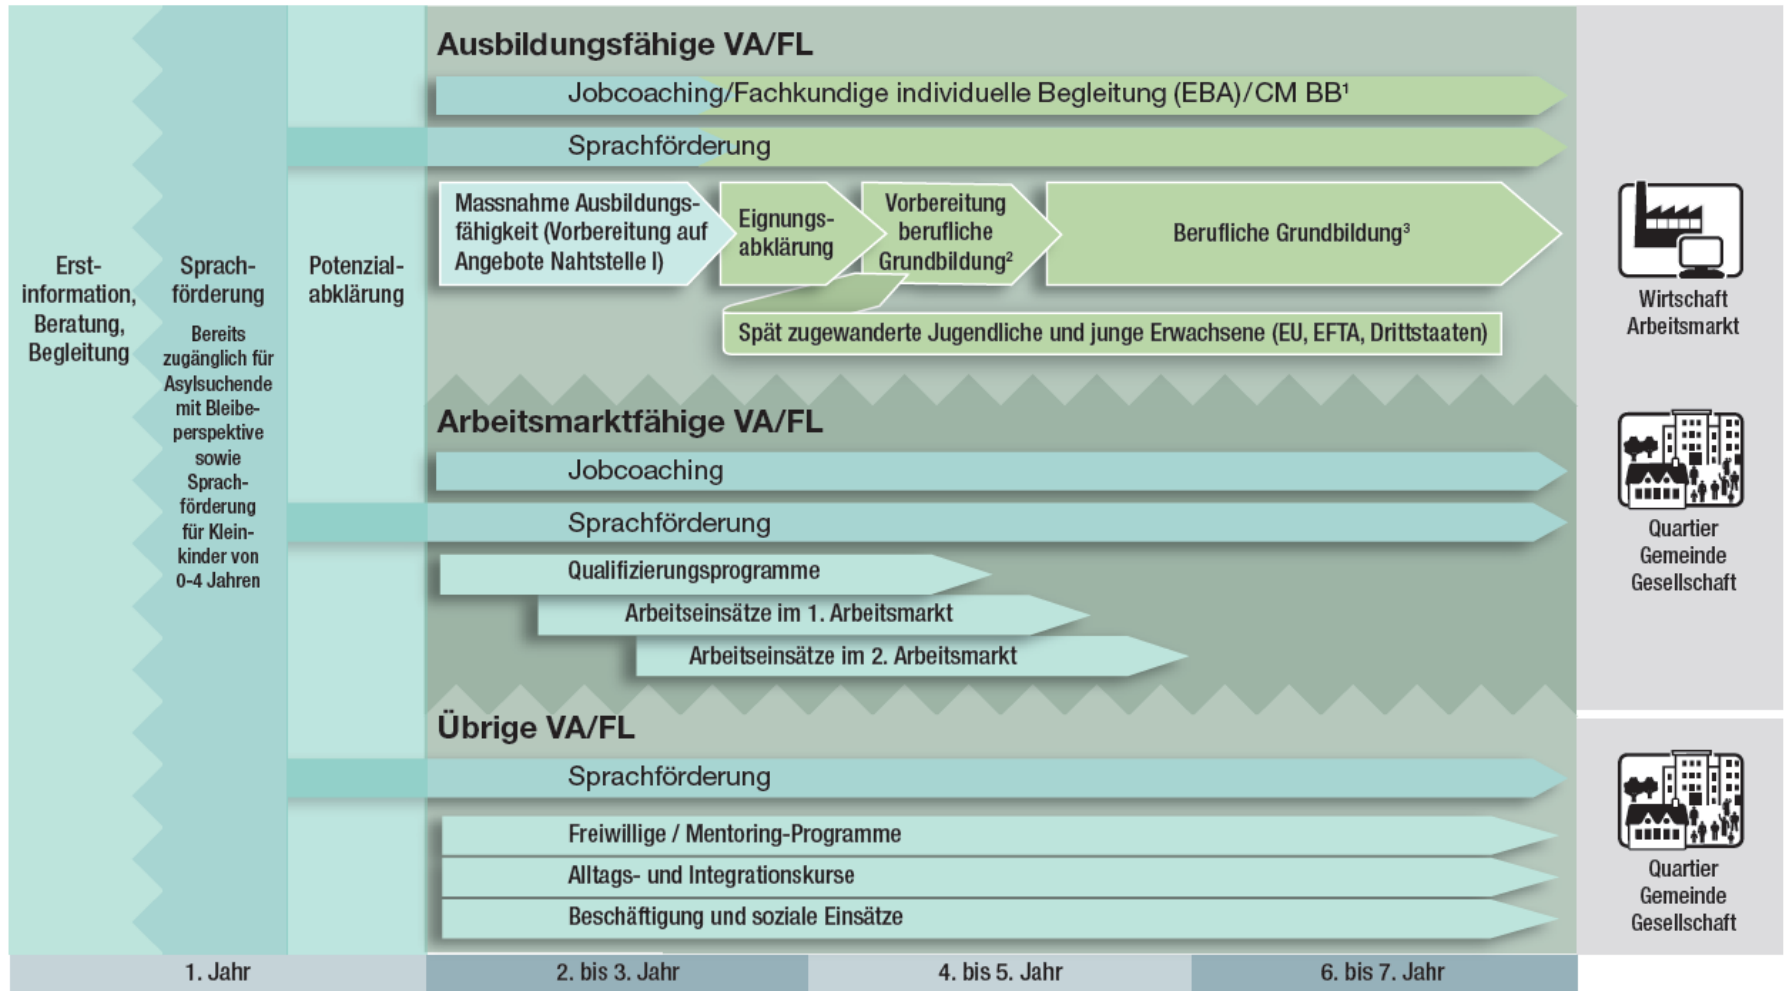 Erst-
information,
Beratung,
Begleitung
Sprach-
förderung
Bereits
zugänglich für
Asylsuchende
mit Bleibe-
perspektive
sowie
Sprach-
förderung
für Klein-
kinder von
0-4 Jahren
Potenzial-
abklärung
Ausbildungsfähige VA/FL
Jobcoaching/Fachkundige individuelle Begleitung (EBA)/CM BB¹
Sprachförderung
Massnahme Ausbildungs-
fähigkeit (Vorbereitung auf
Angebote Nahtstelle I)
Eignungs-
abklärung
Vorbereitung
berufliche
Grundbildung²
Berufliche Grundbildung³
Spät zugewanderte Jugendliche und junge Erwachsene (EU, EFTA, Drittstaaten)
Arbeitsmarktfähige VA/FL
Jobcoaching
Sprachförderung
Qualifizierungsprogramme
Arbeitseinsätze im 1. Arbeitsmarkt
Arbeitseinsätze im 2. Arbeitsmarkt
Übrige VA/FL
Sprachförderung
Freiwillige / Mentoring-Programme
Alltags- und Integrationskurse
Beschäftigung und soziale Einsätze
Wirtschaft
Arbeitsmarkt
Quartier
Gemeinde
Gesellschaft
Quartier
Gemeinde
Gesellschaft
1. Jahr
2. bis 3. Jahr
4. bis 5. Jahr
6. bis 7. Jahr